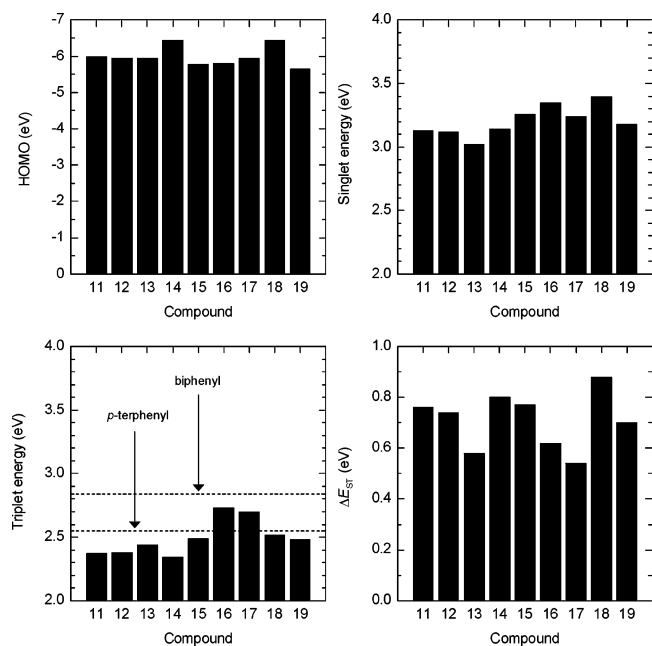 -7
-6
-5
-4
-3
-2
-1
0
HOMO (eV)
11 12 13 14 15 16 17 18 19
Compound
4.0
3.5
3.0
2.5
2.0
Singlet energy (eV)
11 12 13 14 15 16 17 18 19
Compound
4.0
3.5
3.0
2.5
2.0
Triplet energy (eV)
biphenyl
p-terphenyl
11 12 13 14 15 16 17 18 19
Compound
1.0
0.8
0.6
0.4
0.2
0.0
ΔE_ST (eV)
11 12 13 14 15 16 17 18 19
Compound